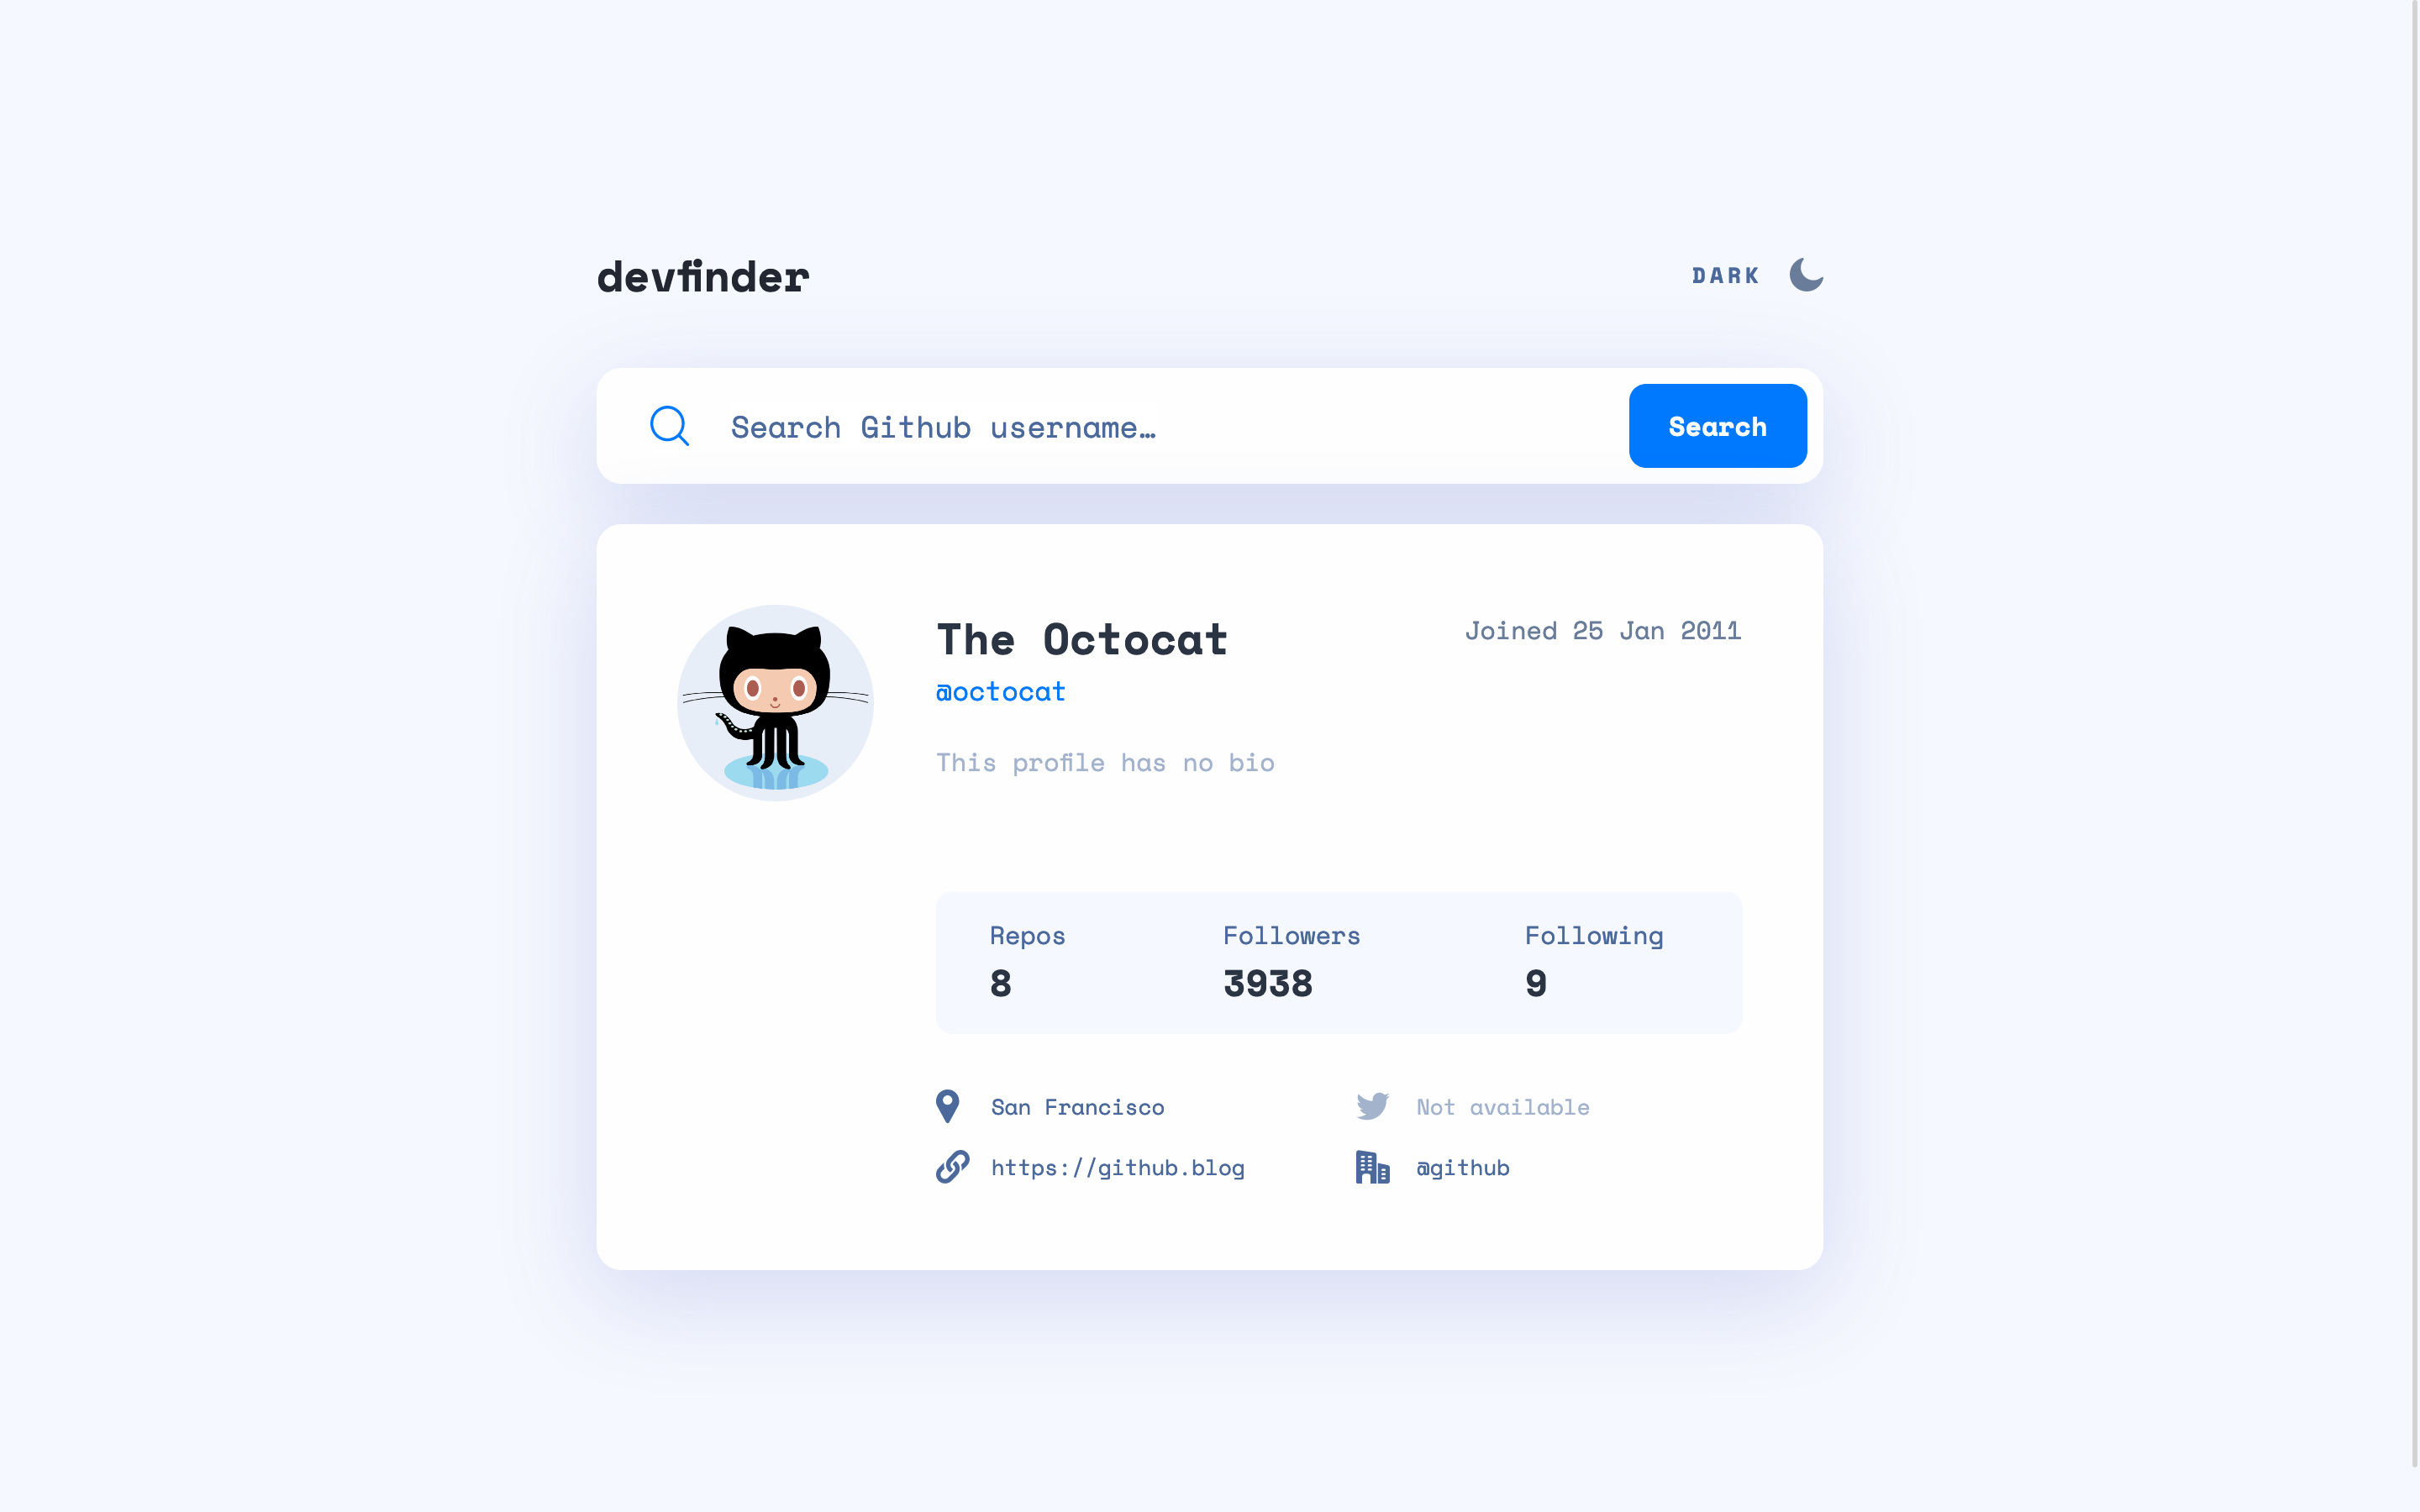 devfinder
DARK
Search Github username…
Search
The Octocat
Joined 25 Jan 2011
@octocat
This profile has no bio
Repos
Followers
Following
8
3938
9
San Francisco
Not available
https://github.blog
@github